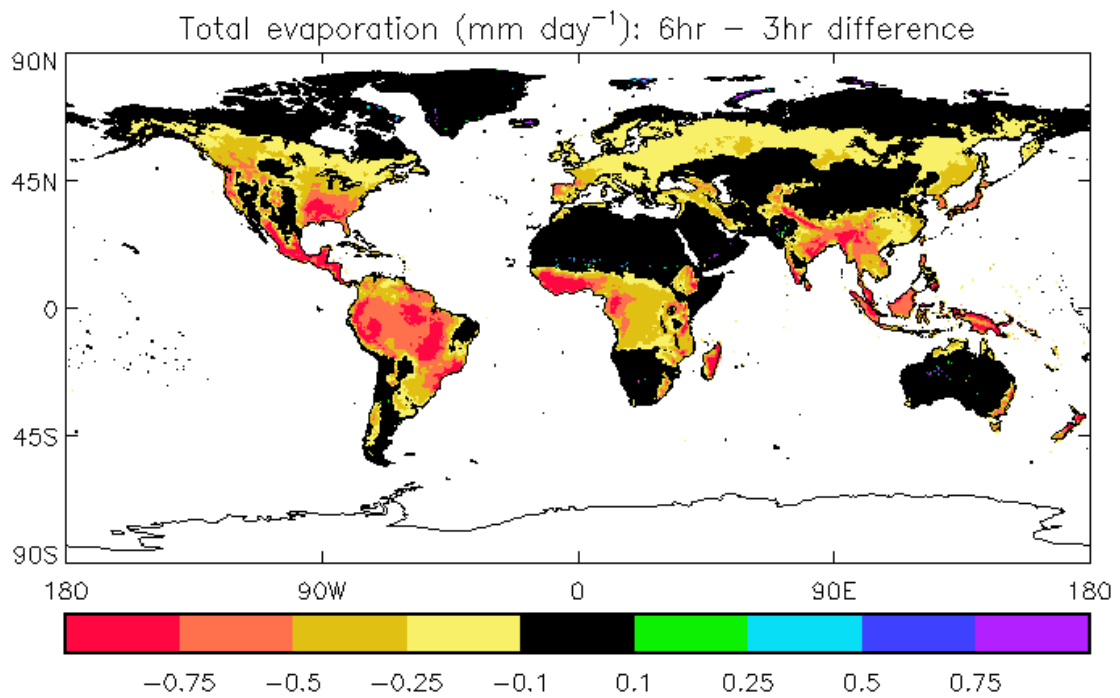 Total evaporation (mm day⁻¹): 6hr − 3hr difference
90N
45N
0
45S
90S
180 90W 0 90E 180
−0.75 −0.5 −0.25 −0.1 0.1 0.25 0.5 0.75